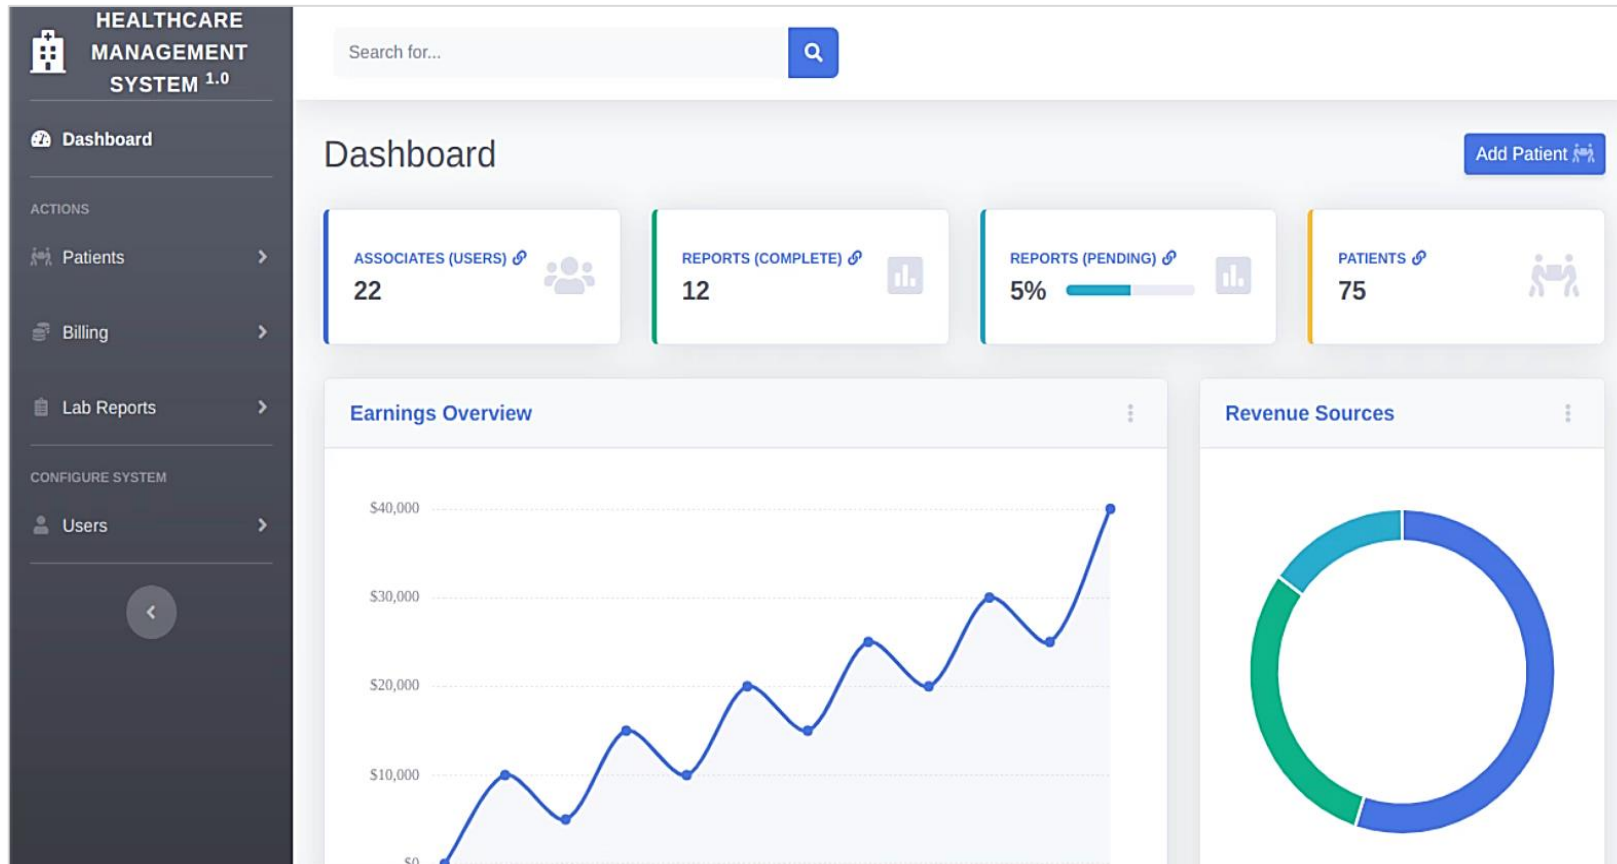 HEALTHCARE
MANAGEMENT
SYSTEM 1.0
Dashboard
ACTIONS
Patients
Billing
Lab Reports
CONFIGURE SYSTEM
Users
Search for...
Dashboard
Add Patient
ASSOCIATES (USERS)
22
REPORTS (COMPLETE)
12
REPORTS (PENDING)
5%
PATIENTS
75
Earnings Overview
$40,000
$30,000
$20,000
$10,000
$0
Revenue Sources